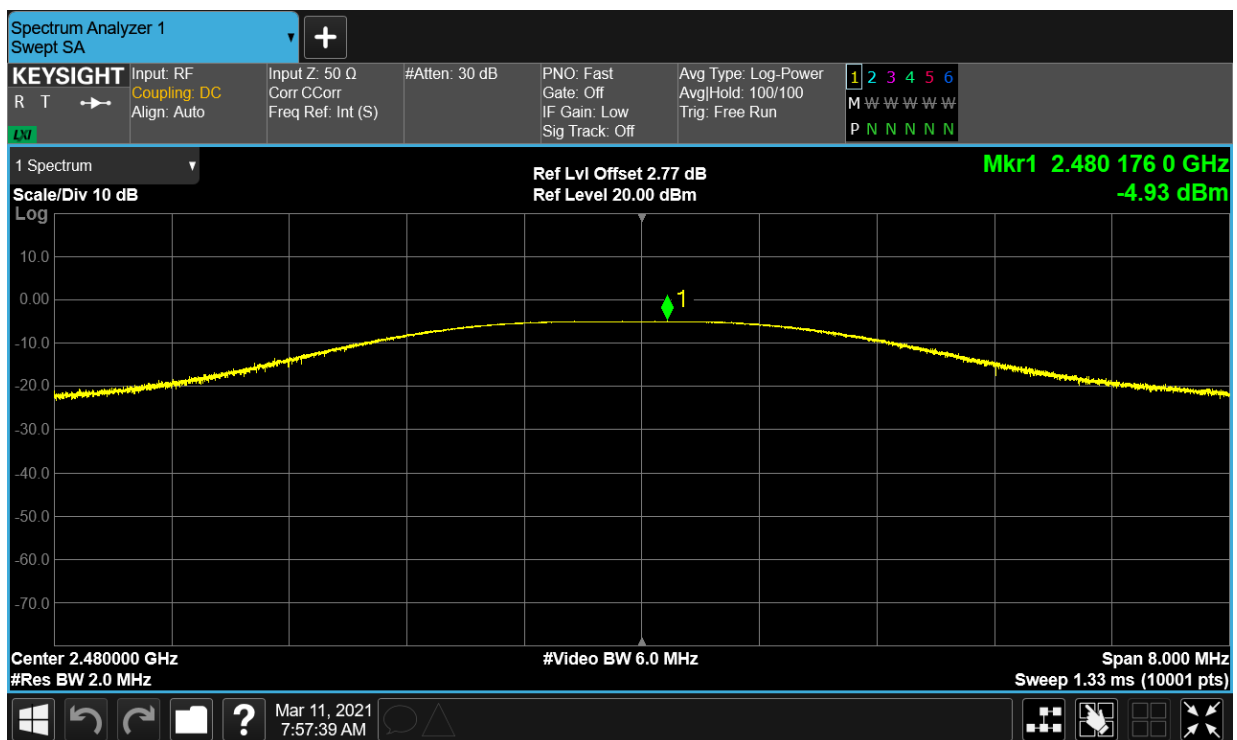 Spectrum Analyzer 1
Swept SA
KEYSIGHT
R T
LXI
Input: RF
Coupling: DC
Align: Auto
Input Z: 50 Ω
Corr CCorr
Freq Ref: Int (S)
#Atten: 30 dB
PNO: Fast
Gate: Off
IF Gain: Low
Sig Track: Off
Avg Type: Log-Power
Avg|Hold: 100/100
Trig: Free Run
1 2 3 4 5 6
M W W W W W
P N N N N N
1 Spectrum
Scale/Div 10 dB
Log
Ref Lvl Offset 2.77 dB
Ref Level 20.00 dBm
Mkr1 2.480 176 0 GHz
-4.93 dBm
10.0
0.00
1
-10.0
-20.0
-30.0
-40.0
-50.0
-60.0
-70.0
Center 2.480000 GHz
#Res BW 2.0 MHz
#Video BW 6.0 MHz
Span 8.000 MHz
Sweep 1.33 ms (10001 pts)
?
Mar 11, 2021
7:57:39 AM